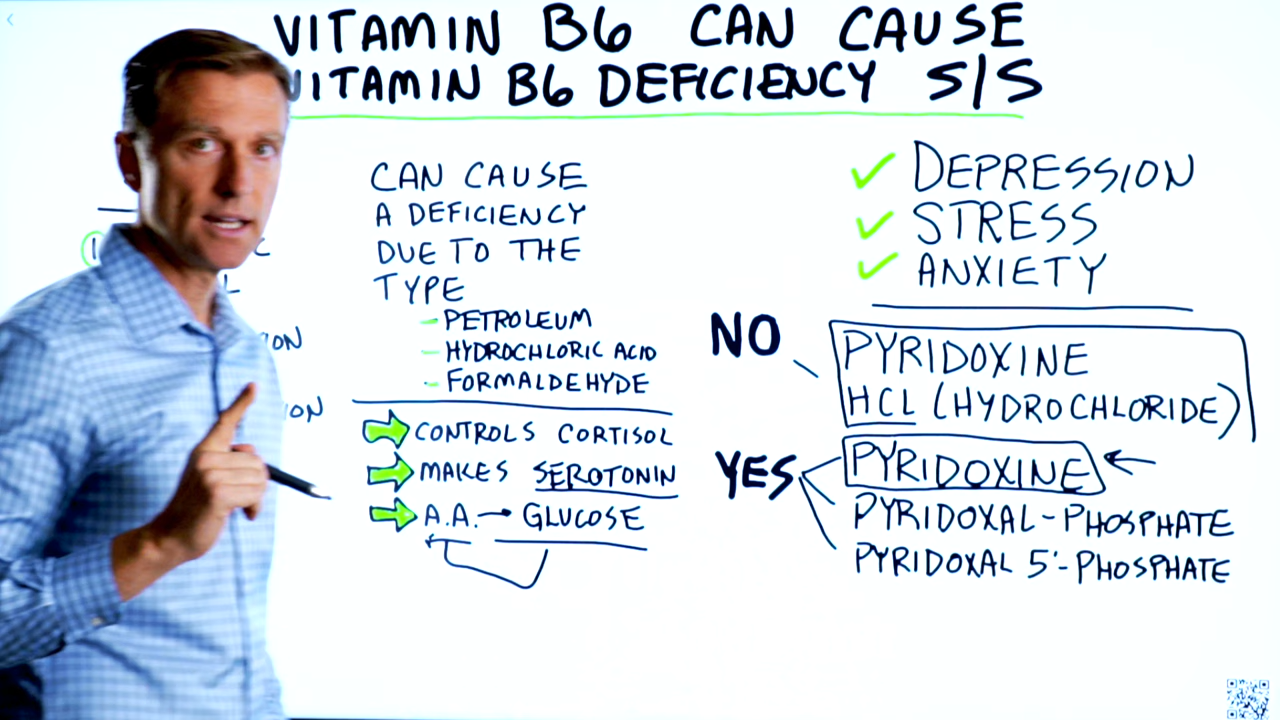 VITAMIN B6 CAN CAUSE
VITAMIN B6 DEFICIENCY S/S
CAN CAUSE
A DEFICIENCY
DUE TO THE
TYPE
- PETROLEUM
- HYDROCHLORIC ACID
- FORMALDEHYDE
CONTROLS CORTISOL
MAKES SEROTONIN
A.A. → GLUCOSE
✓ DEPRESSION
✓ STRESS
✓ ANXIETY
NO
PYRIDOXINE
HCL (HYDROCHLORIDE)
YES
PYRIDOXINE
PYRIDOXAL-PHOSPHATE
PYRIDOXAL 5'-PHOSPHATE